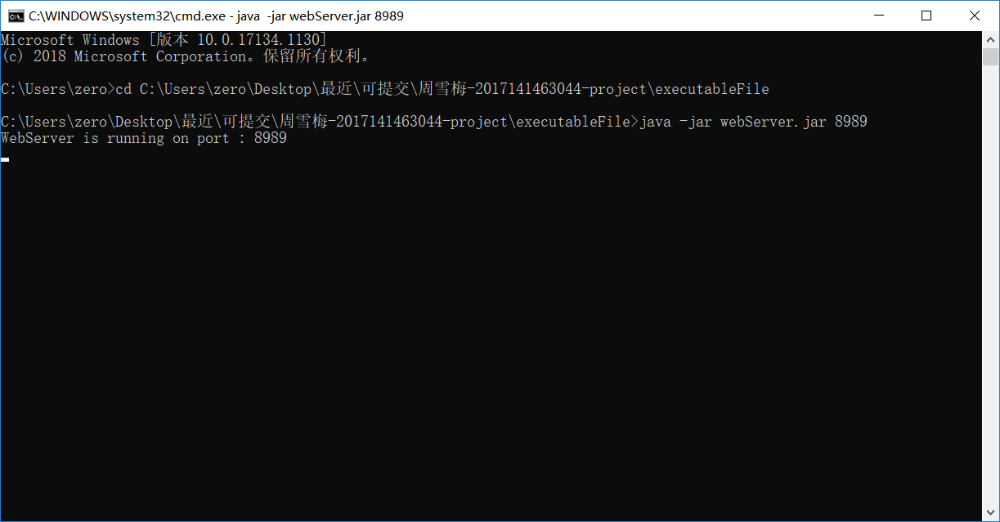 C:\WINDOWS\system32\cmd.exe - java  -jar webServer.jar 8989
Microsoft Windows [版本 10.0.17134.1130]
(c) 2018 Microsoft Corporation。保留所有权利。
C:\Users\zero>cd C:\Users\zero\Desktop\最近\可提交\周雪梅-2017141463044-project\executableFile
C:\Users\zero\Desktop\最近\可提交\周雪梅-2017141463044-project\executableFile>java -jar webServer.jar 8989
WebServer is running on port : 8989